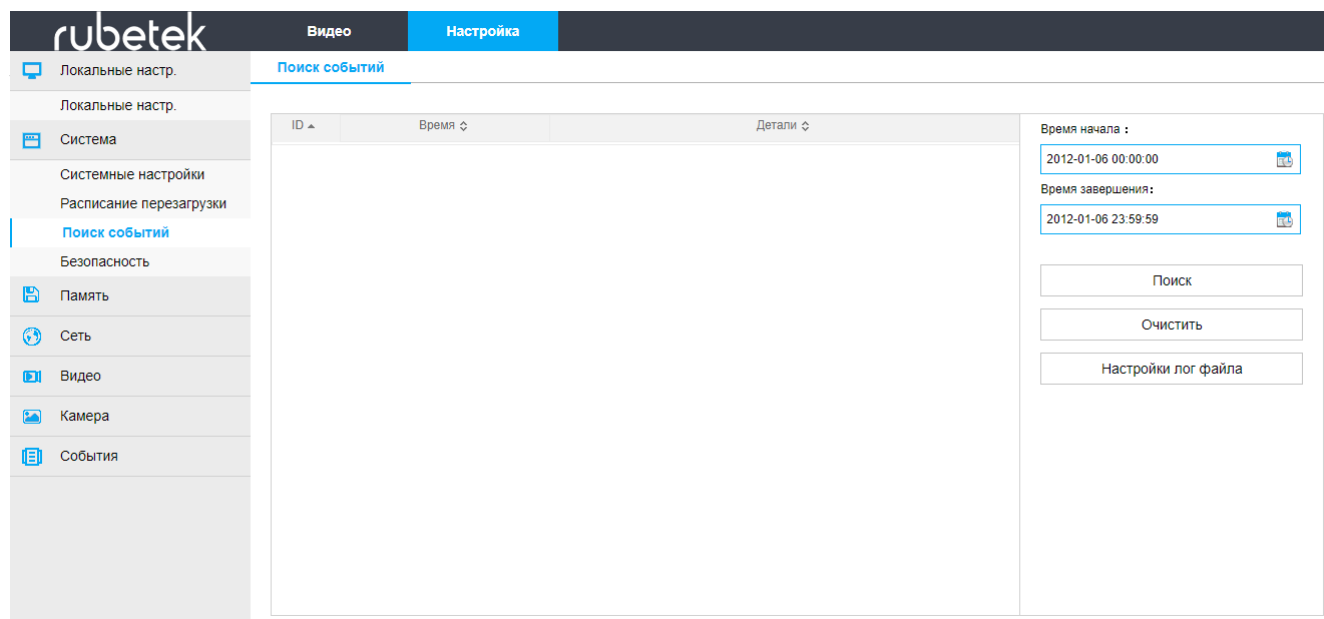 rubetek
Видео
Настройка
Локальные настр.
Локальные настр.
Система
Системные настройки
Расписание перезагрузки
Поиск событий
Безопасность
Память
Сеть
Видео
Камера
События
Поиск событий
ID Время Детали
Время начала :
2012-01-06 00:00:00
Время завершения:
2012-01-06 23:59:59
Поиск
Очистить
Настройки лог файла